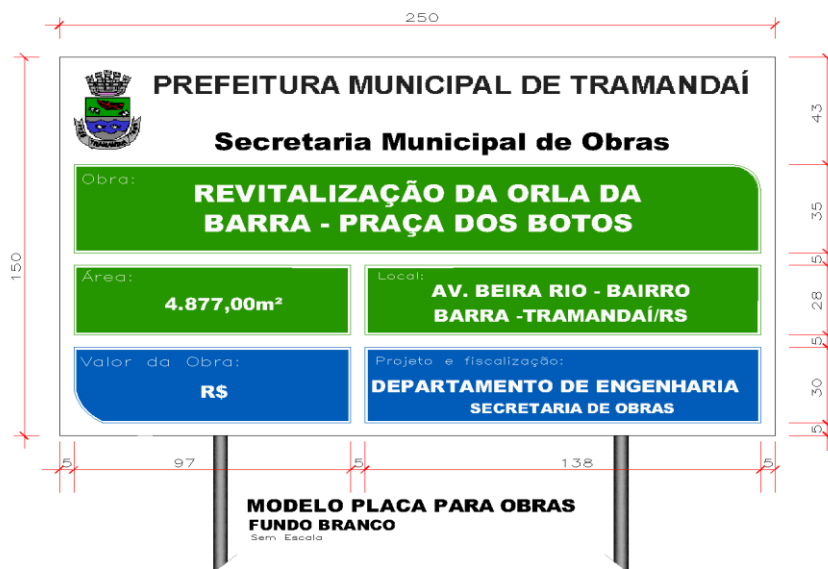 250
PREFEITURA MUNICIPAL DE TRAMANDAÍ
Secretaria Municipal de Obras
43
Obra:
REVITALIZAÇÃO DA ORLA DA
BARRA - PRAÇA DOS BOTOS
35
150
5
Área:
4.877,00m²
Local:
AV. BEIRA RIO - BAIRRO
BARRA -TRAMANDAÍ/RS
28
5
Valor da Obra:
R$
Projeto e fiscalização:
DEPARTAMENTO DE ENGENHARIA
SECRETARIA DE OBRAS
30
5
5
97
5
138
5
MODELO PLACA PARA OBRAS
FUNDO BRANCO
Sem Escala